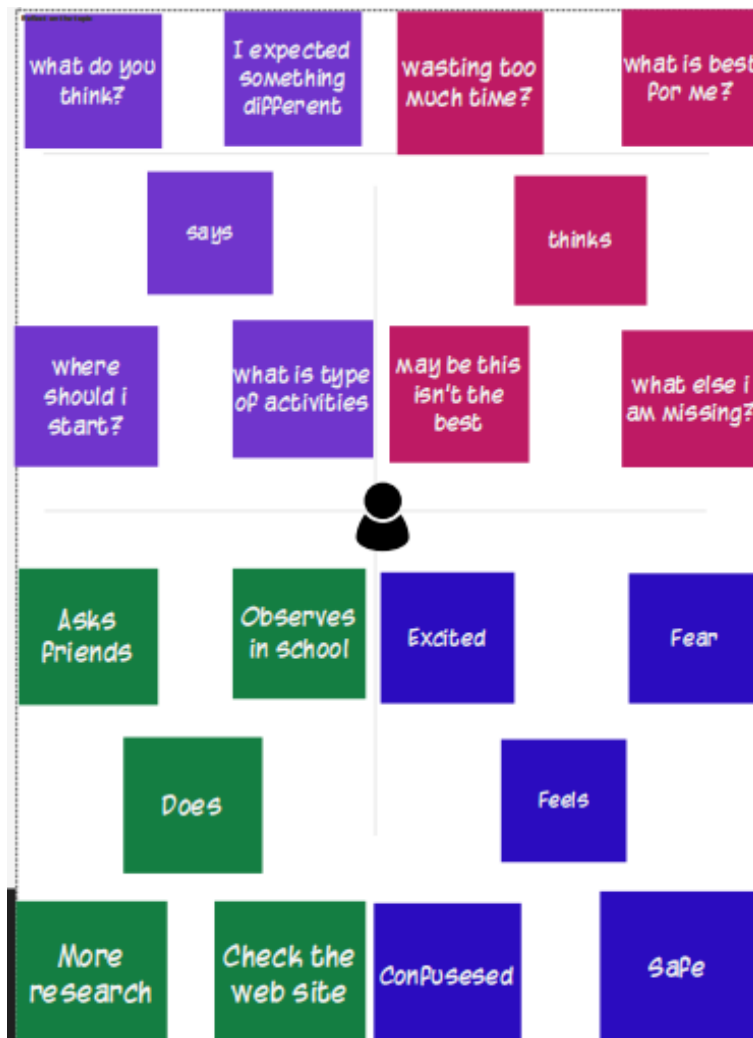 what do you
think?
I expected
something
different
wasting too
much time?
what is best
for me?
says
thinks
where
should i
start?
what is type
of activities
may be this
isn't the
best
what else i
am missing?
Asks
friends
Observes
in school
Excited
Fear
Does
Feels
More
research
Check the
web site
Confusesed
Safe